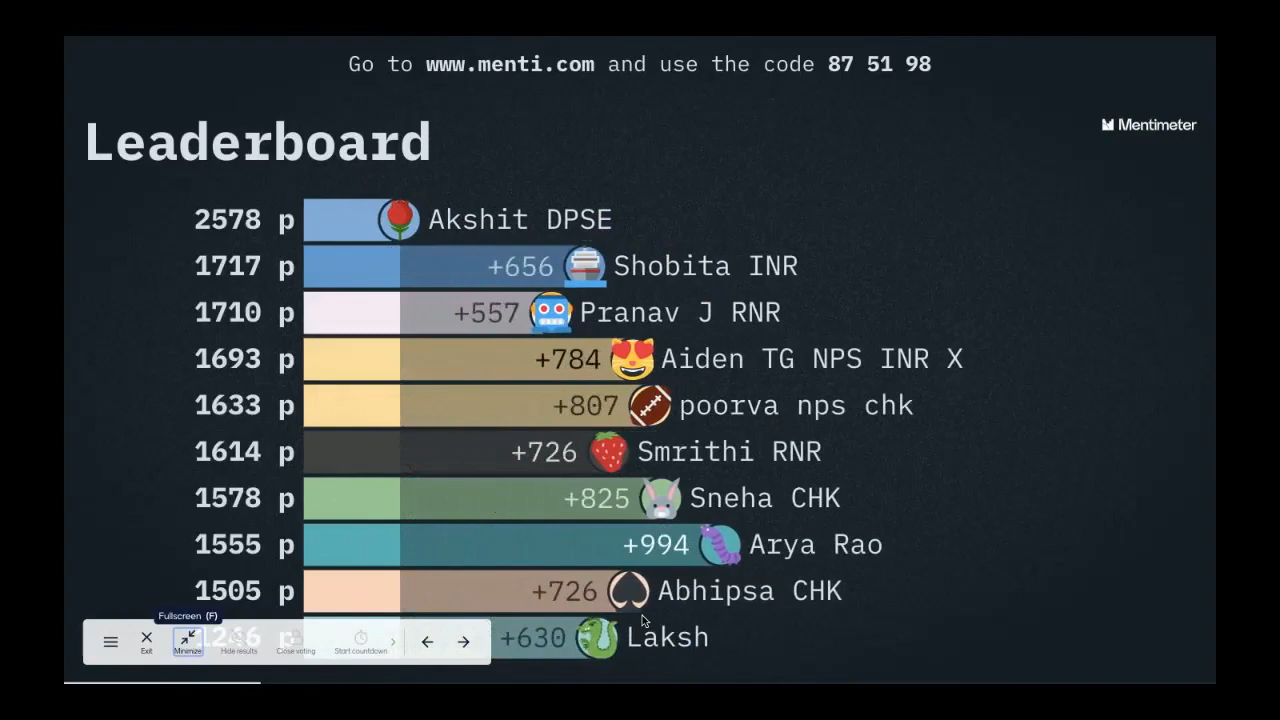 Go to www.menti.com and use the code 87 51 98
Leaderboard
Mentimeter
2578 p Akshit DPSE
1717 p +656 Shobita INR
1710 p +557 Pranav J RNR
1693 p +784 Aiden TG NPS INR X
1633 p +807 poorva nps chk
1614 p +726 Smrithi RNR
1578 p +825 Sneha CHK
1555 p +994 Arya Rao
1505 p +726 Abhipsa CHK
Fullscreen (F)
1246 p +630 Laksh
Exit Minimize Hide results Close voting Start countdown